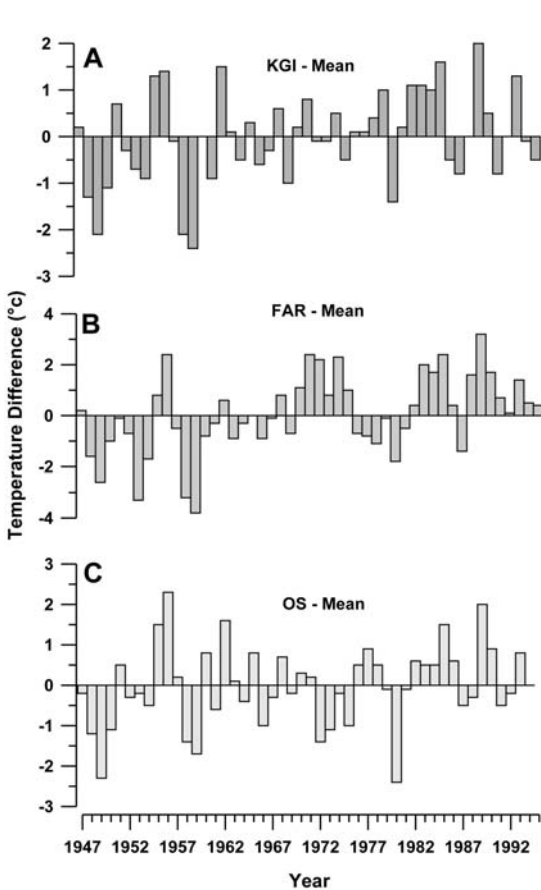 A
KGI - Mean
2
1
0
-1
-2
-3
B
FAR - Mean
4
2
0
-2
-4
Temperature Difference (°c)
C
OS - Mean
3
2
1
0
-1
-2
-3
1947 1952 1957 1962 1967 1972 1977 1982 1987 1992
Year